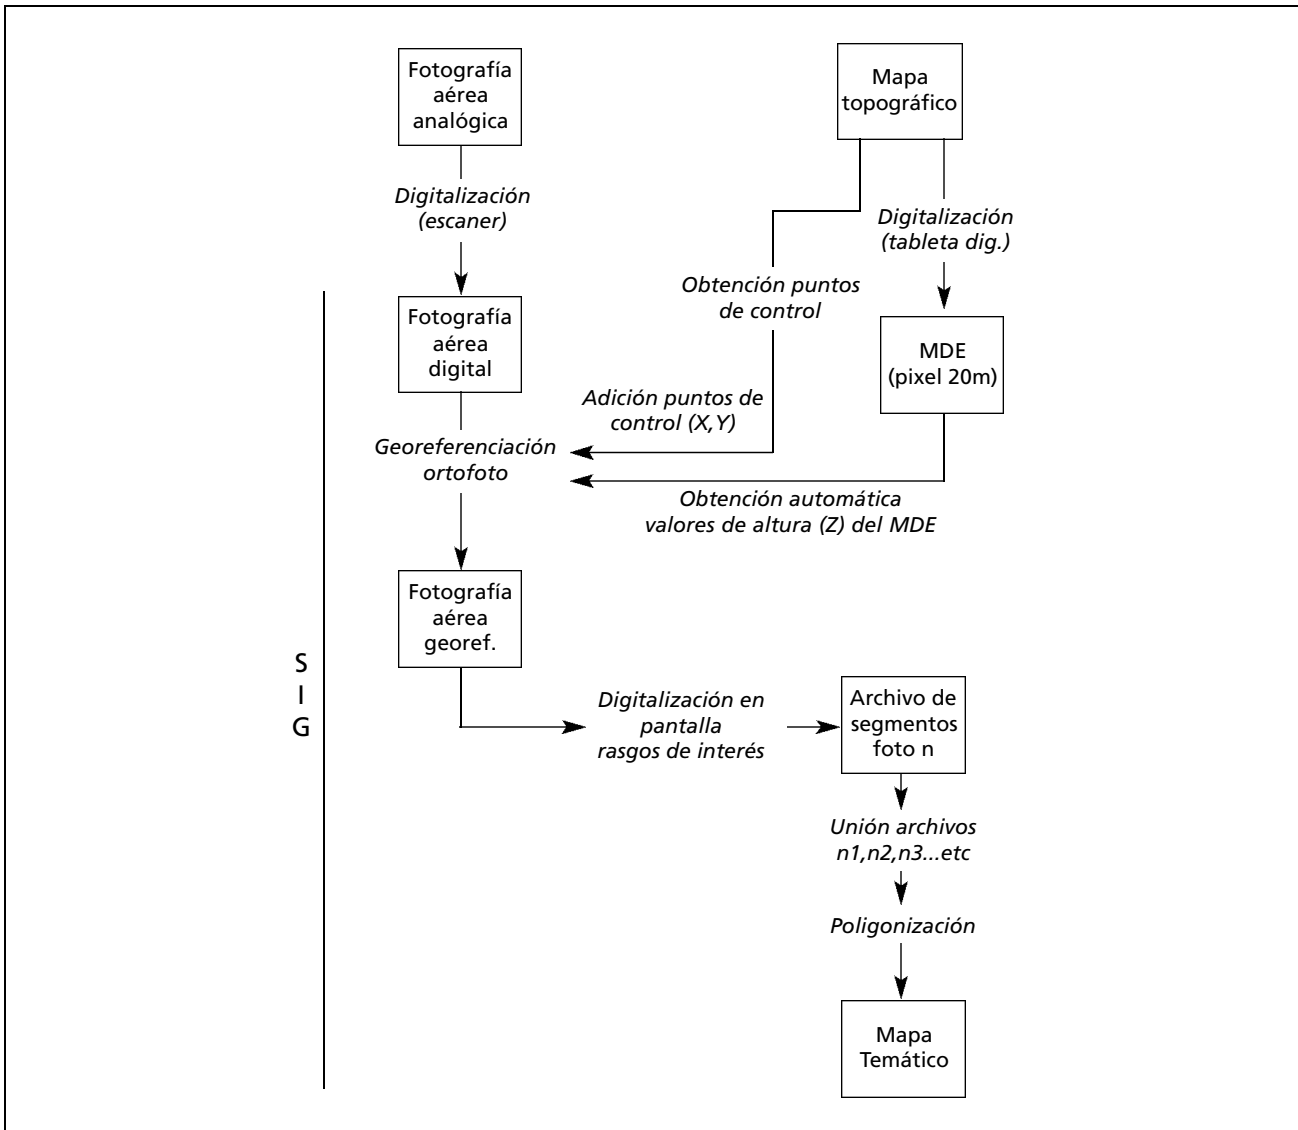 Fotografía
aérea
analógica
Mapa
topográfico
Digitalización
(escaner)
Digitalización
(tableta dig.)
Obtención puntos
de control
Fotografía
aérea
digital
MDE
(pixel 20m)
Adición puntos de
control (X,Y)
Georeferenciación
ortofoto
Obtención automática
valores de altura (Z) del MDE
Fotografía
aérea
georef.
S
I
G
Digitalización en
pantalla
rasgos de interés
Archivo de
segmentos
foto n
Unión archivos
n1,n2,n3...etc
Poligonización
Mapa
Temático